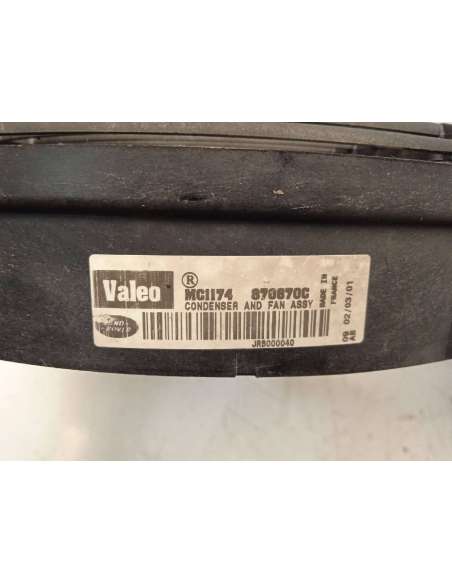 Valeo ® MC1174 870670C
CONDENSER AND FAN ASSY
MADE IN
FRANCE
JRB000040
09 02/03/01
AB